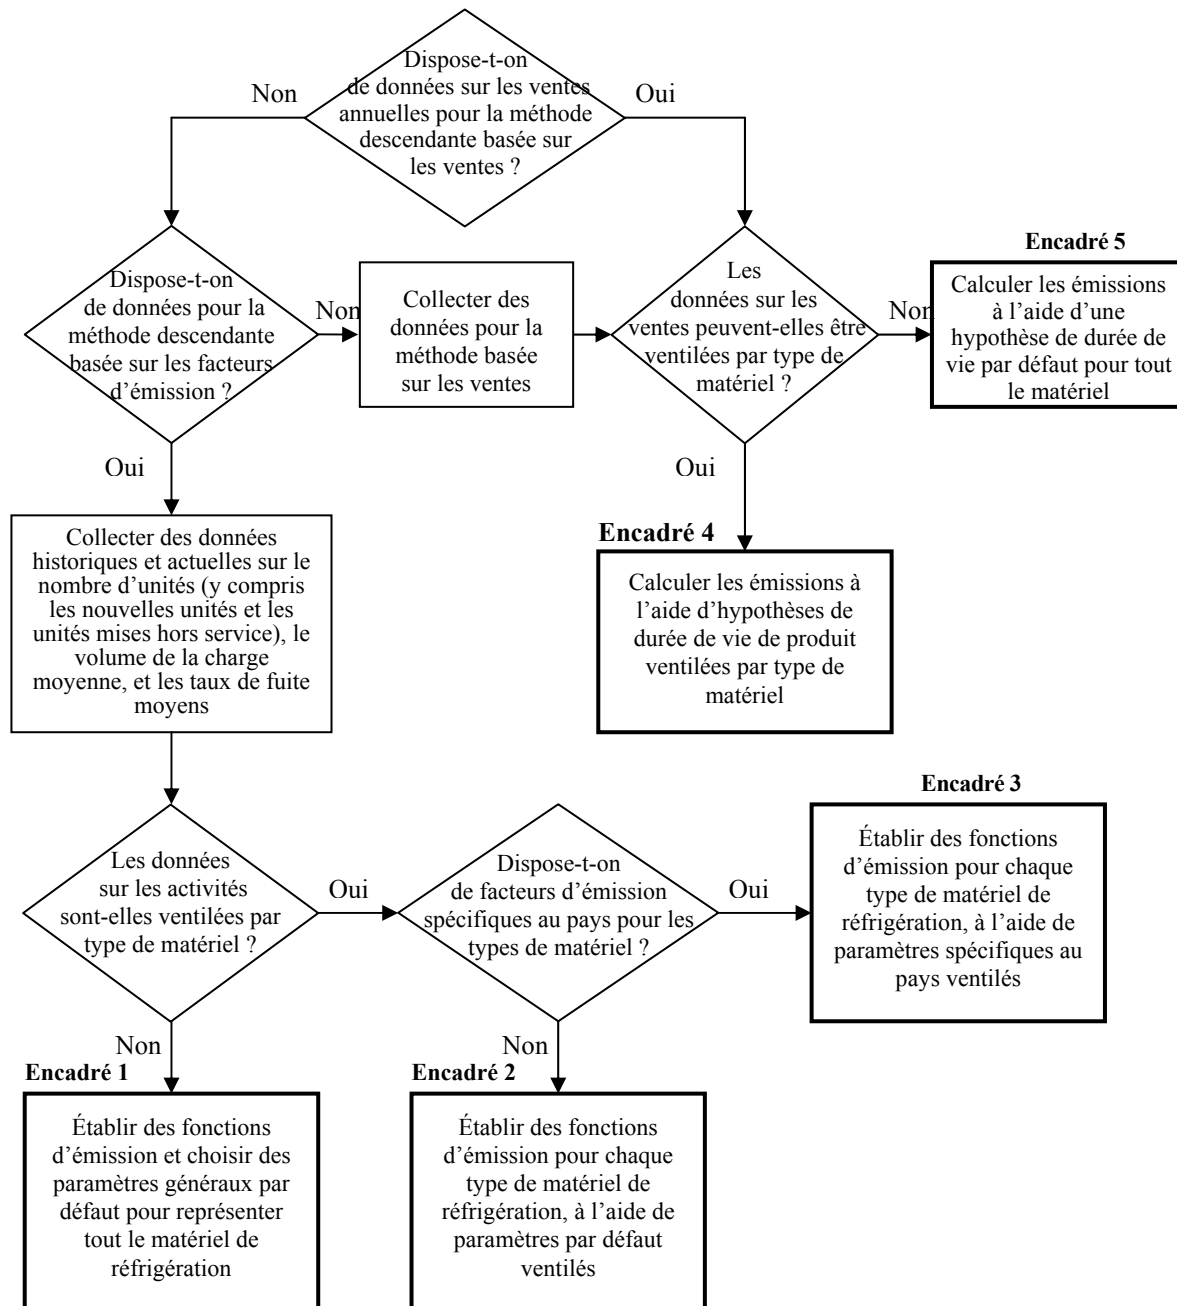 Dispose-t-on
de données sur les ventes
annuelles pour la méthode
descendante basée sur
les ventes ?
Non
Oui
Dispose-t-on
de données pour la
méthode descendante
basée sur les facteurs
d’émission ?
Non
Collecter des
données pour la
méthode basée
sur les ventes
Les
données sur les
ventes peuvent-elles être
ventilées par type de
matériel ?
Non
Encadré 5
Calculer les émissions
à l’aide d’une
hypothèse de durée de
vie par défaut pour tout
le matériel
Oui
Oui
Collecter des données
historiques et actuelles sur le
nombre d’unités (y compris
les nouvelles unités et les
unités mises hors service), le
volume de la charge
moyenne, et les taux de fuite
moyens
Encadré 4
Calculer les émissions à
l’aide d’hypothèses de
durée de vie de produit
ventilées par type de
matériel
Les données
sur les activités
sont-elles ventilées par
type de matériel ?
Oui
Dispose-t-on
de facteurs d’émission
spécifiques au pays pour les
types de matériel ?
Oui
Encadré 3
Établir des fonctions
d’émission pour chaque
type de matériel de
réfrigération, à l’aide de
paramètres spécifiques au
pays ventilés
Non
Encadré 1
Établir des fonctions
d’émission et choisir des
paramètres généraux par
défaut pour représenter
tout le matériel de
réfrigération
Non
Encadré 2
Établir des fonctions
d’émission pour chaque
type de matériel de
réfrigération, à l’aide de
paramètres par défaut
ventilés